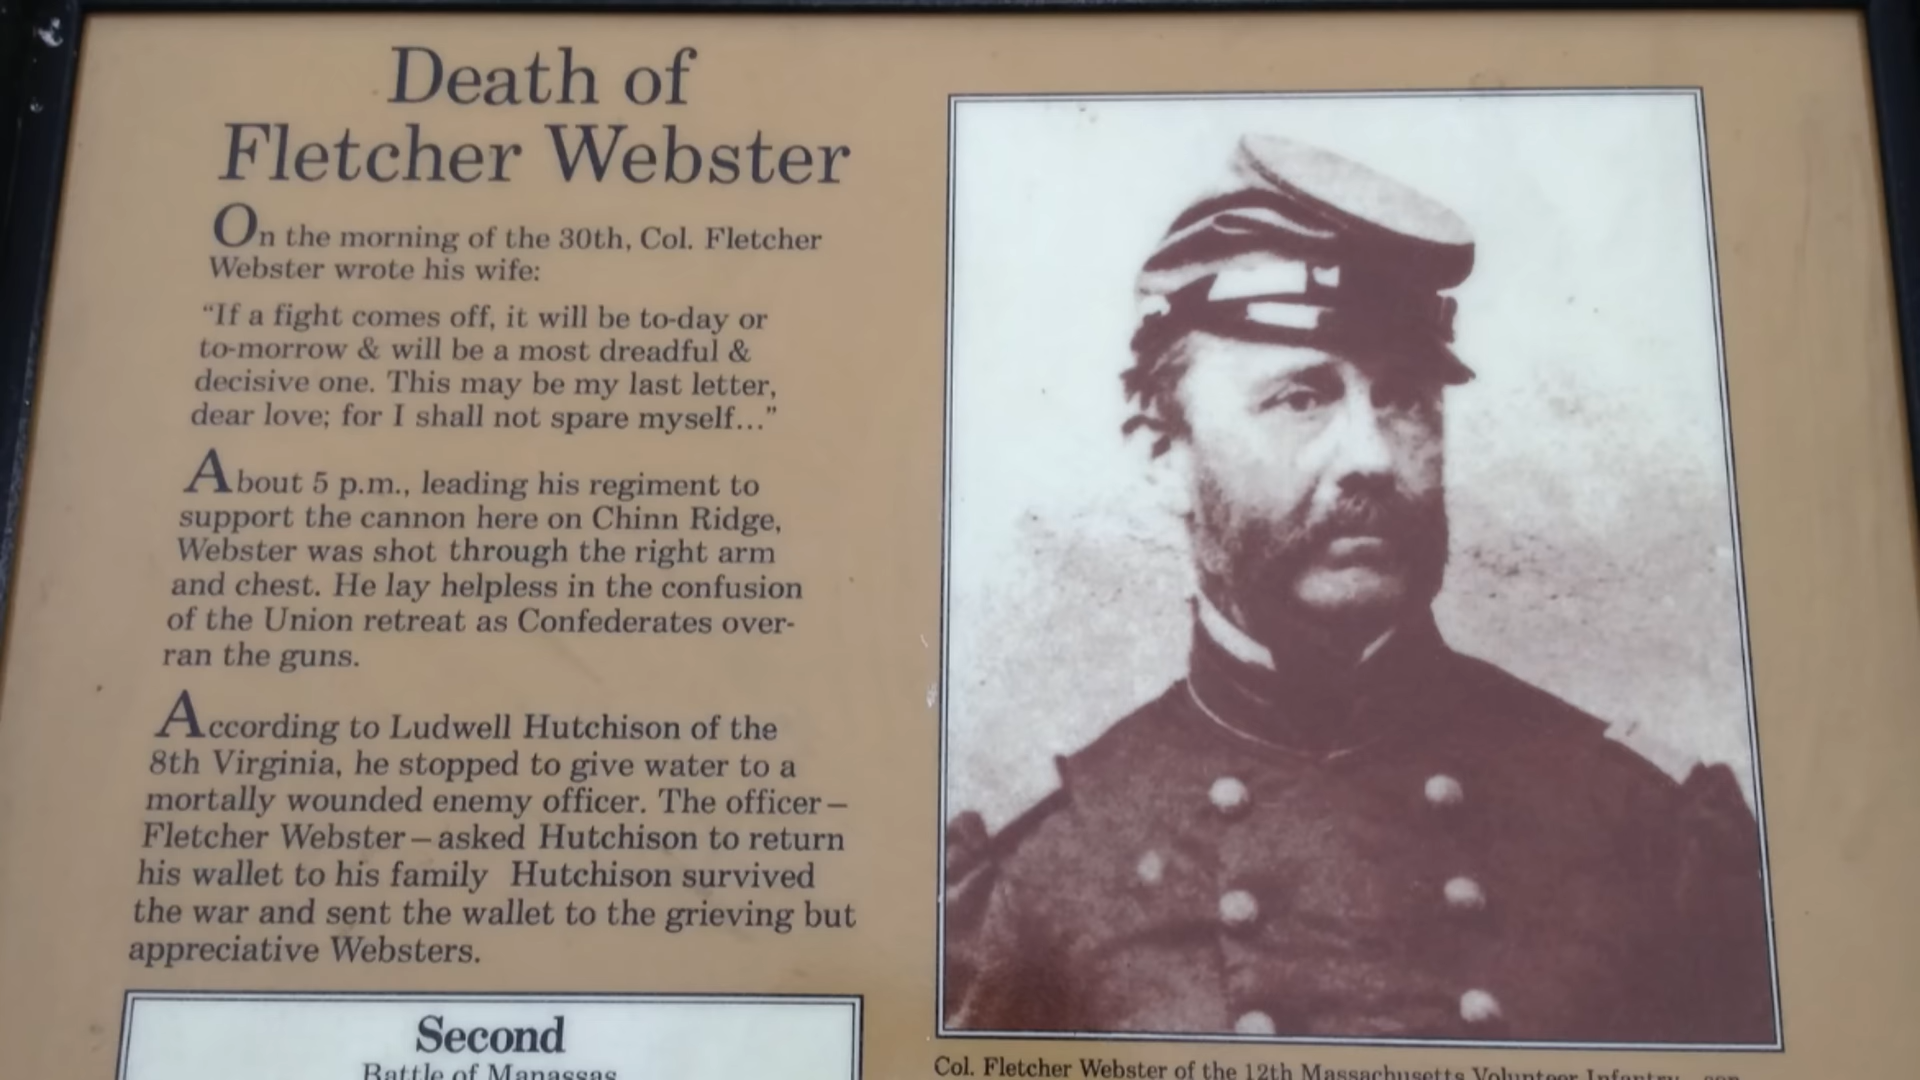 Death of
Fletcher Webster
On the morning of the 30th, Col. Fletcher
Webster wrote his wife:
“If a fight comes off, it will be to-day or
to-morrow & will be a most dreadful &
decisive one. This may be my last letter,
dear love; for I shall not spare myself...”
About 5 p.m., leading his regiment to
support the cannon here on Chinn Ridge,
Webster was shot through the right arm
and chest. He lay helpless in the confusion
of the Union retreat as Confederates over-
ran the guns.
According to Ludwell Hutchison of the
8th Virginia, he stopped to give water to a
mortally wounded enemy officer. The officer—
Fletcher Webster—asked Hutchison to return
his wallet to his family Hutchison survived
the war and sent the wallet to the grieving but
appreciative Websters.
Second
Battle of Manassas
Col. Fletcher Webster of the 12th Massachusetts Volunteer Infantry